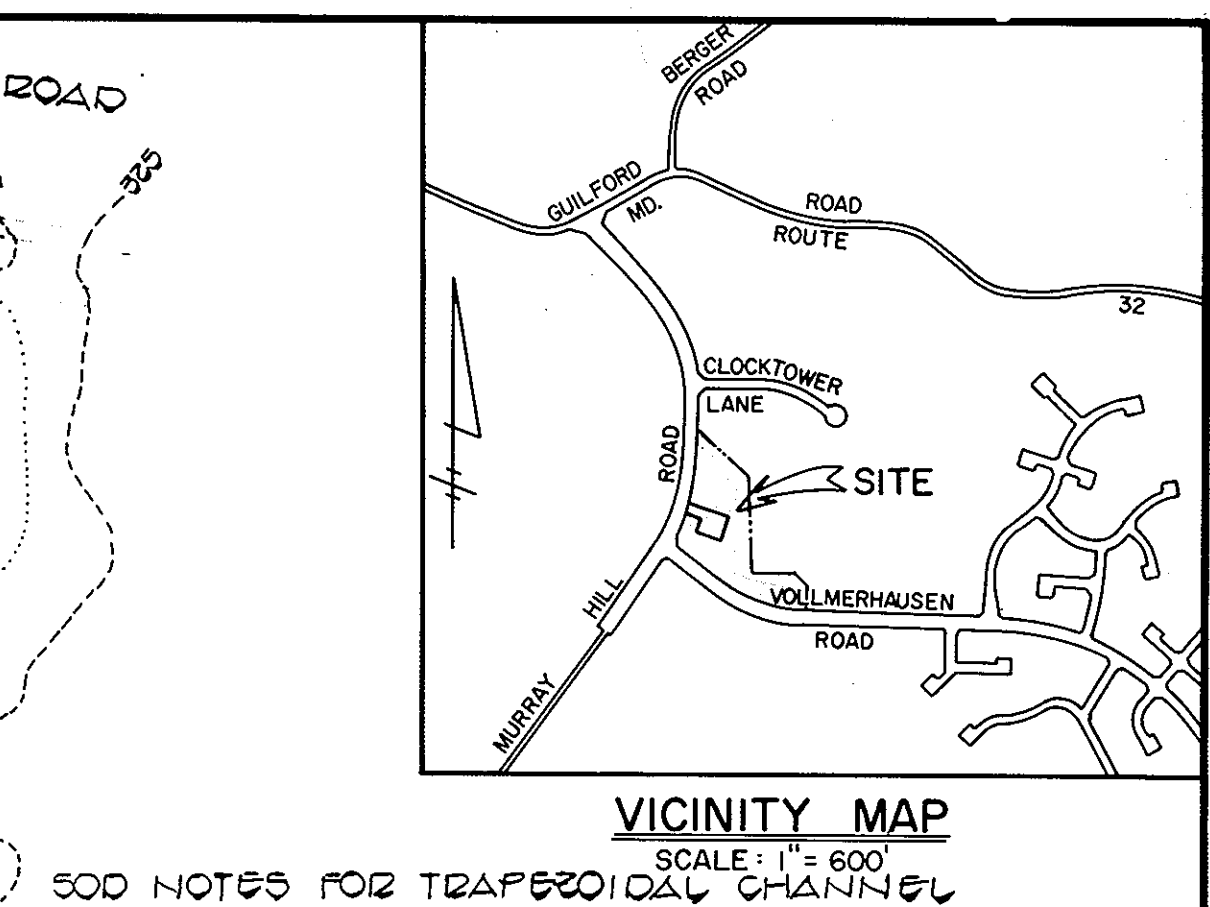 ROAD
325
BERGER
ROAD
GUILFORD
MD.
ROAD
ROUTE
32
CLOCKTOWER
LANE
ROAD
SITE
HILL
VOLLMERHAUSEN
ROAD
MURRAY
VICINITY MAP
SCALE: 1" = 600'
SOD NOTES FOR TRAPEZOIDAL CHANNEL